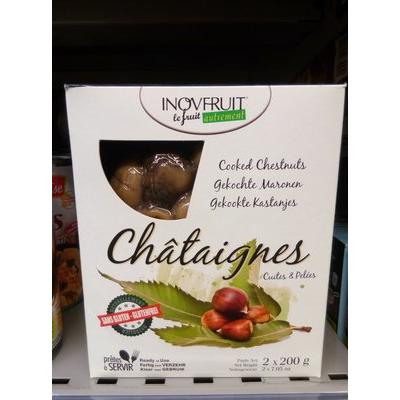 INOVFRUIT
le fruit autrement
Cooked Chestnuts
Gekochte Maronen
Gekookte Kastanjes
Châtaignes
Cuites & Pelées
SANS GLUTEN - GLUTENFREI
prêtes à SERVIR
Ready to Use
Fertig zum VERZEHR
Klaar voor GEBRUIK
Poids Net
Net Weight
Nettogewicht
2 x 200 g
2 x 7,05 oz